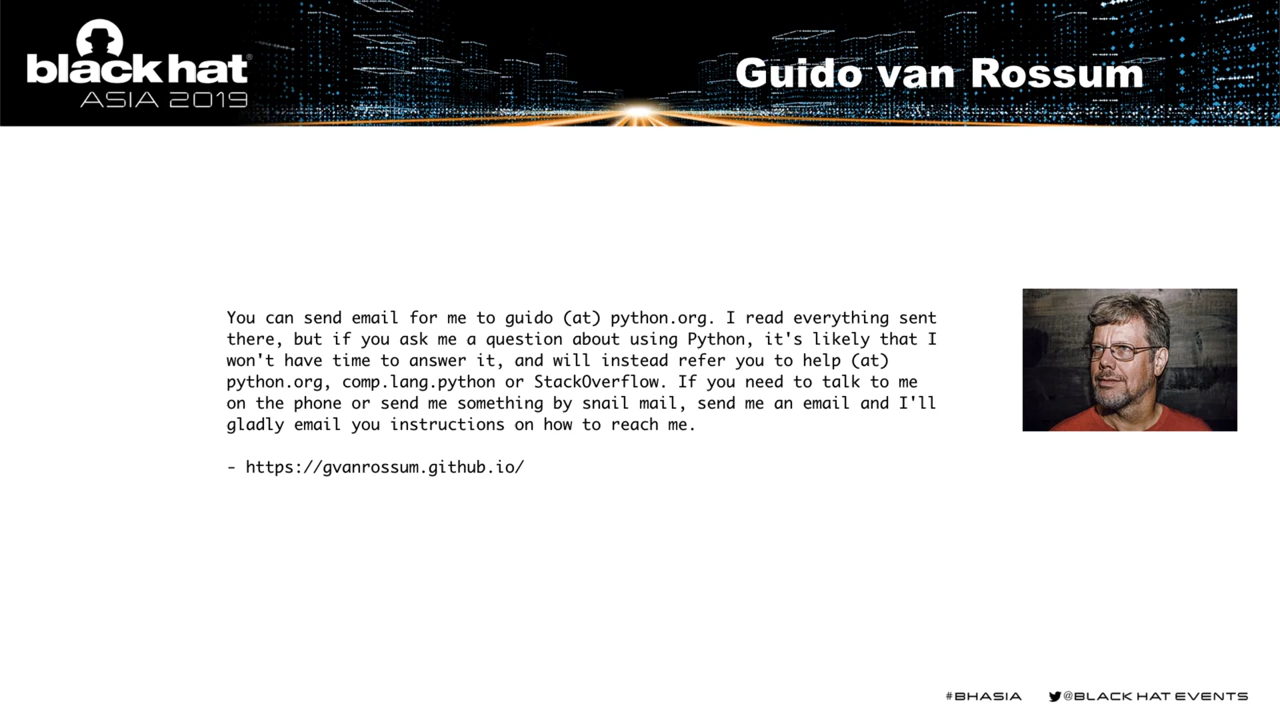 black hat
ASIA 2019
Guido van Rossum
You can send email for me to guido (at) python.org. I read everything sent
there, but if you ask me a question about using Python, it's likely that I
won't have time to answer it, and will instead refer you to help (at)
python.org, comp.lang.python or StackOverflow. If you need to talk to me
on the phone or send me something by snail mail, send me an email and I'll
gladly email you instructions on how to reach me.
- https://gvanrossum.github.io/
#BHASIA @BLACK HAT EVENTS